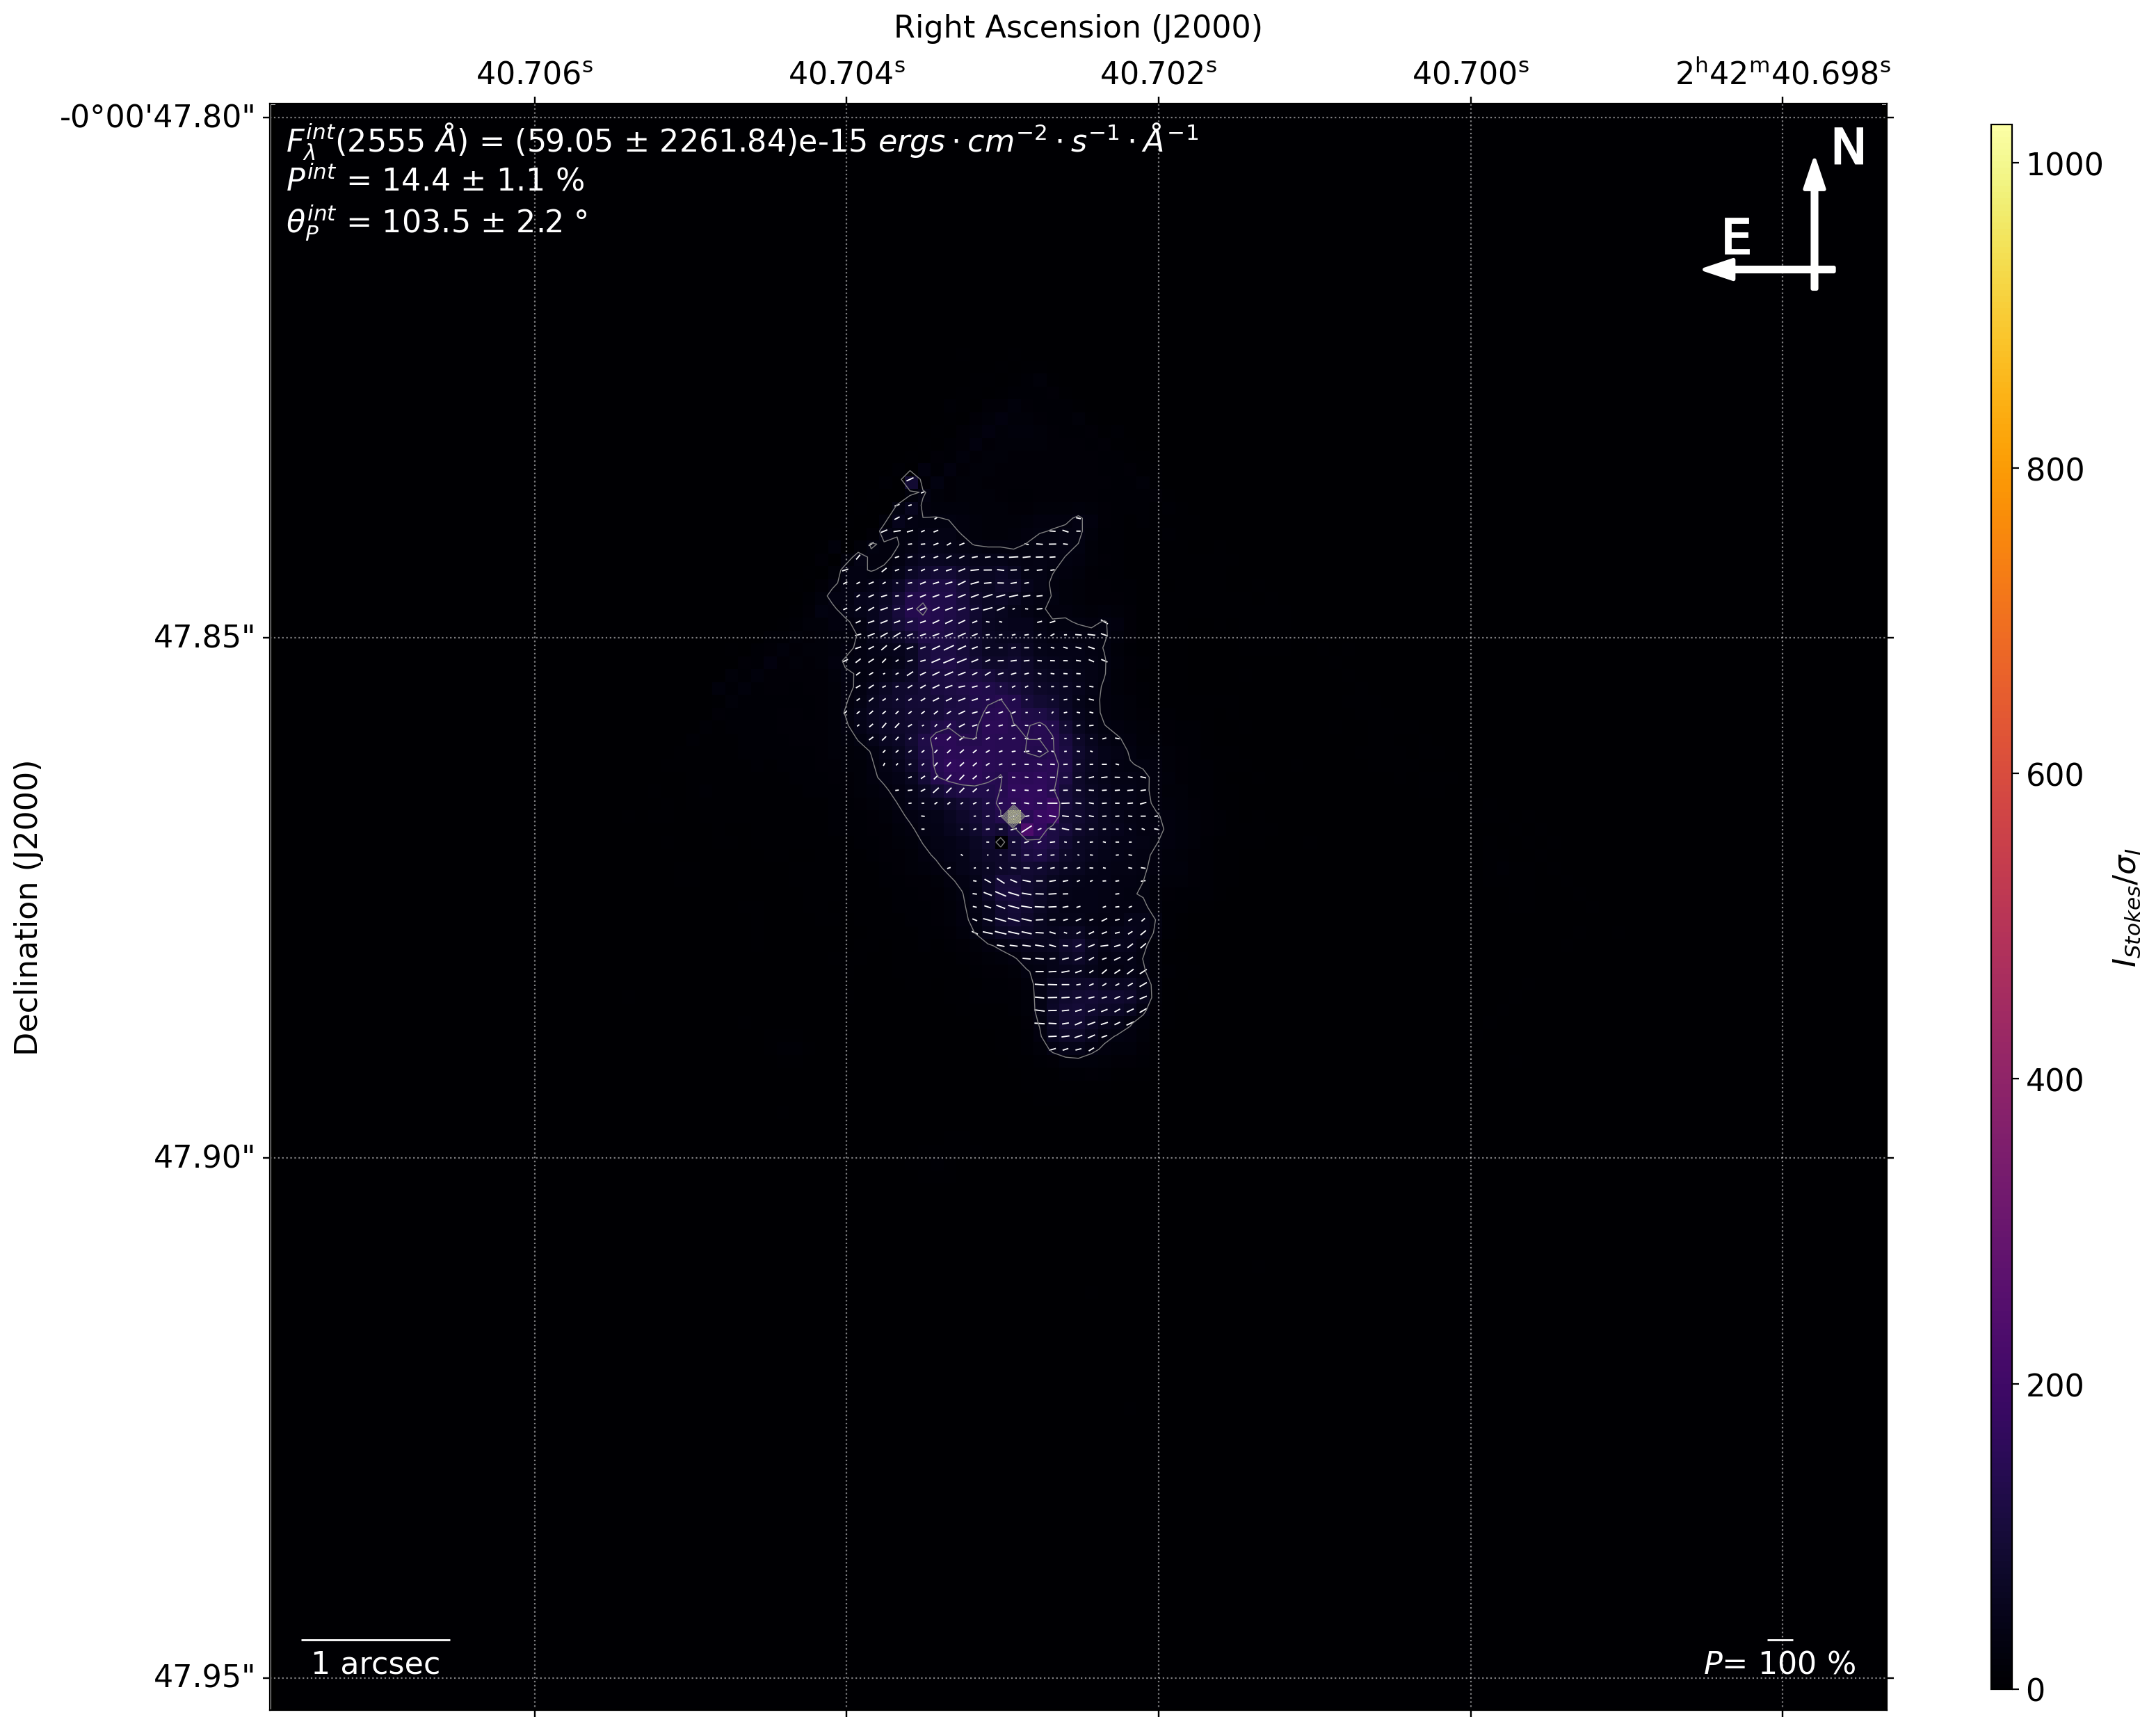 Right Ascension (J2000)
40.706ˢ 40.704ˢ 40.702ˢ 40.700ˢ 2ʰ42ᵐ40.698ˢ
-0°00'47.80"
F_λ^int(2555 Å) = (59.05 ± 2261.84)e-15 ergs · cm⁻² · s⁻¹ · Å⁻¹
P^int = 14.4 ± 1.1 %
θ_P^int = 103.5 ± 2.2 °
N
E
47.85"
47.90"
47.95"
Declination (J2000)
1 arcsec
P= 100 %
1000
800
600
400
200
0
I_Stokes/σ_I